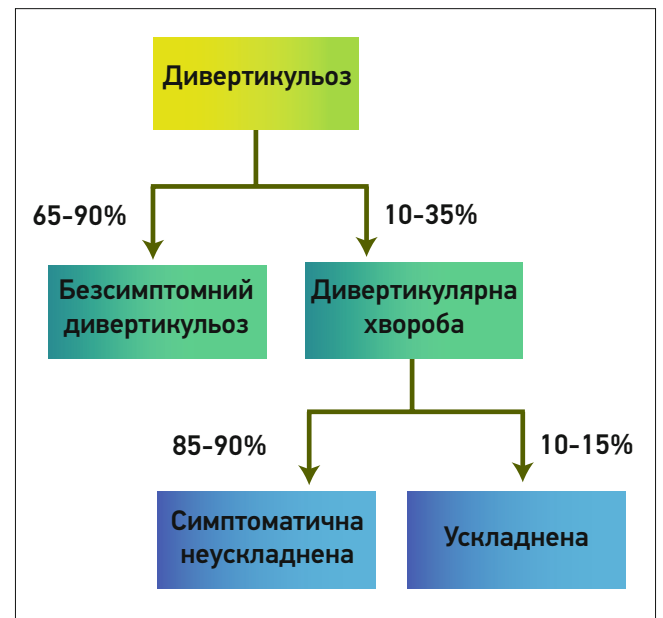 Дивертикульоз
65-90%
10-35%
Безсимптомний
дивертикульоз
Дивертикулярна
хвороба
85-90%
10-15%
Симптоматична
неускладнена
Ускладнена